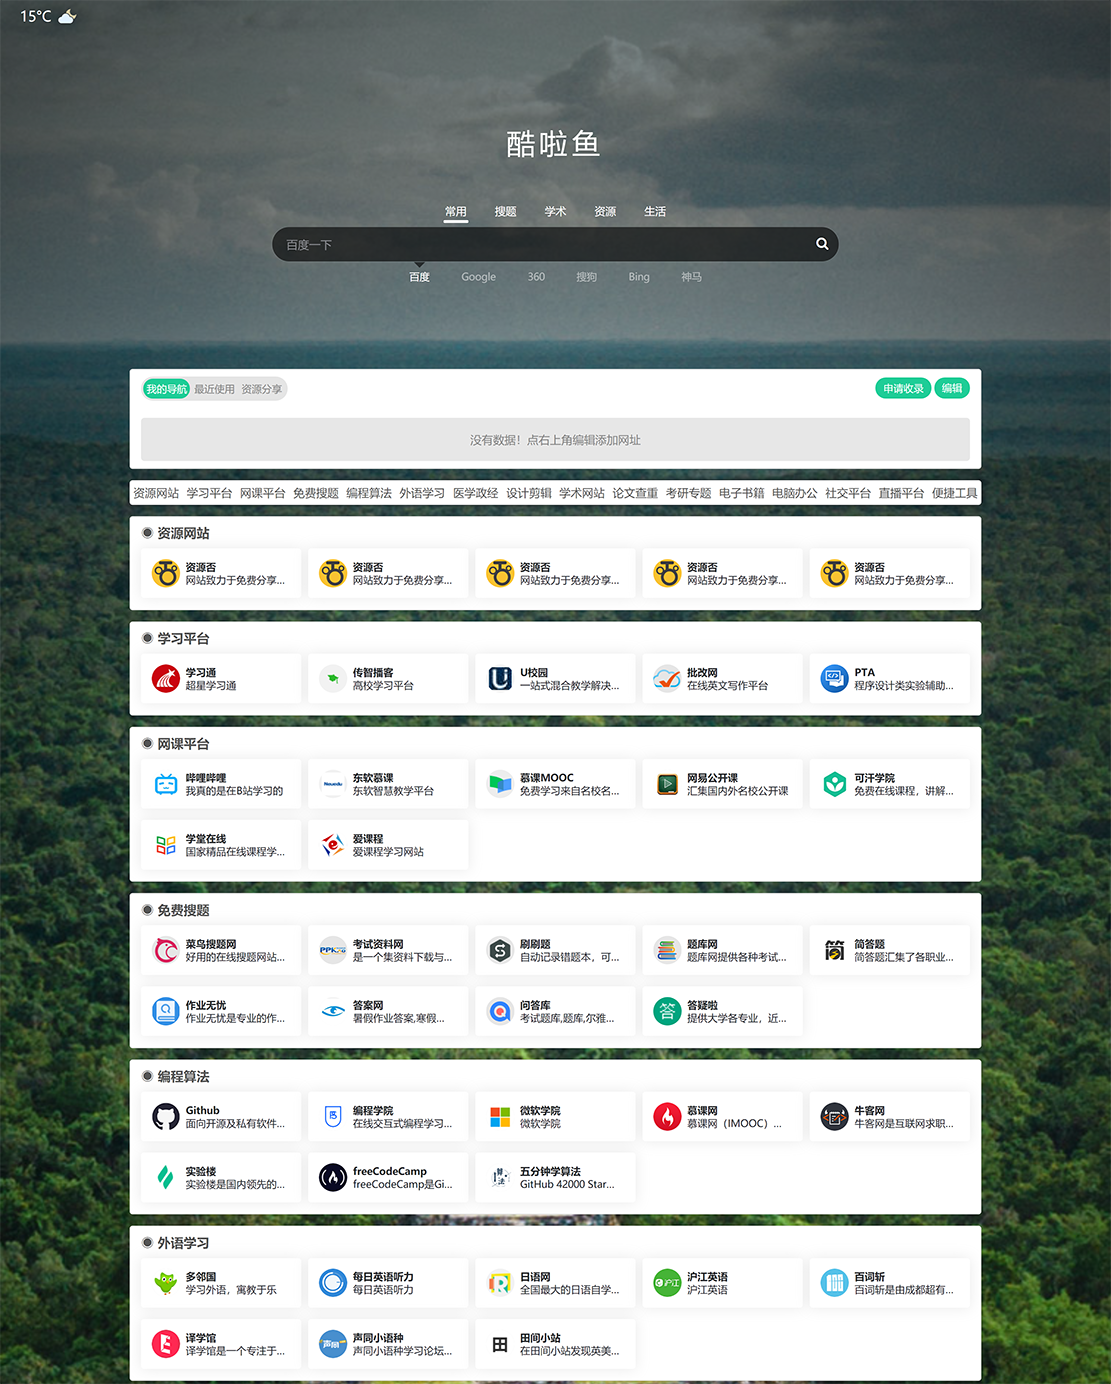 15°C
酷啦鱼
常用 搜题 学术 资源 生活
百度一下
百度 Google 360 搜狗 Bing 神马
我的导航 最近使用 资源分享 申请收录 编辑
没有数据！点右上角编辑添加网址
资源网站 学习平台 网课平台 免费搜题 编程算法 外语学习 医学政经 设计剪辑 学术网站 论文查重 考研专题 电子书籍 电脑办公 社交平台 直播平台 便捷工具
资源网站
资源否 资源否 资源否 资源否 资源否
网站致力于免费分享... 网站致力于免费分享... 网站致力于免费分享... 网站致力于免费分享... 网站致力于免费分享...
学习平台
学习通 传智播客 U校园 批改网 PTA
超星学习通 高校学习平台 一站式混合教学解决... 在线英文写作平台 程序设计类实验辅助...
网课平台
哔哩哔哩 东软慕课 慕课MOOC 网易公开课 可汗学院
我真的是在B站学习的 东软智慧教学平台 免费学习来自名校名... 汇集国内外名校公开课 免费在线课程，讲解...
学堂在线 爱课程
国家精品在线课程学... 爱课程学习网站
免费搜题
菜鸟搜题网 考试资料网 刷刷题 题库网 简答题
好用的在线搜题网站... 是一个集资料下载与... 自动记录错题本，可... 题库网提供各种考试... 简答题汇集了各职业...
作业无忧 答案网 问答库 答疑啦
作业无忧是专业的作... 暑假作业答案,寒假... 考试题库,题库,尔雅... 提供大学各专业，近...
编程算法
Github 编程学院 微软学院 慕课网 牛客网
面向开源及私有软件... 在线交互式编程学习... 微软学院 慕课网（IMOOC）... 牛客网是互联网求职...
实验楼 freeCodeCamp 五分钟学算法
实验楼是国内领先的... freeCodeCamp是Gi... GitHub 42000 Star...
外语学习
多邻国 每日英语听力 日语网 沪江英语 百词斩
学习外语，寓教于乐 每日英语听力 全国最大的日语自学... 沪江英语 百词斩是由成都超有...
译学馆 声同小语种 田间小站
译学馆是一个专注于... 声同小语种学习论坛... 在田间小站发现英美...